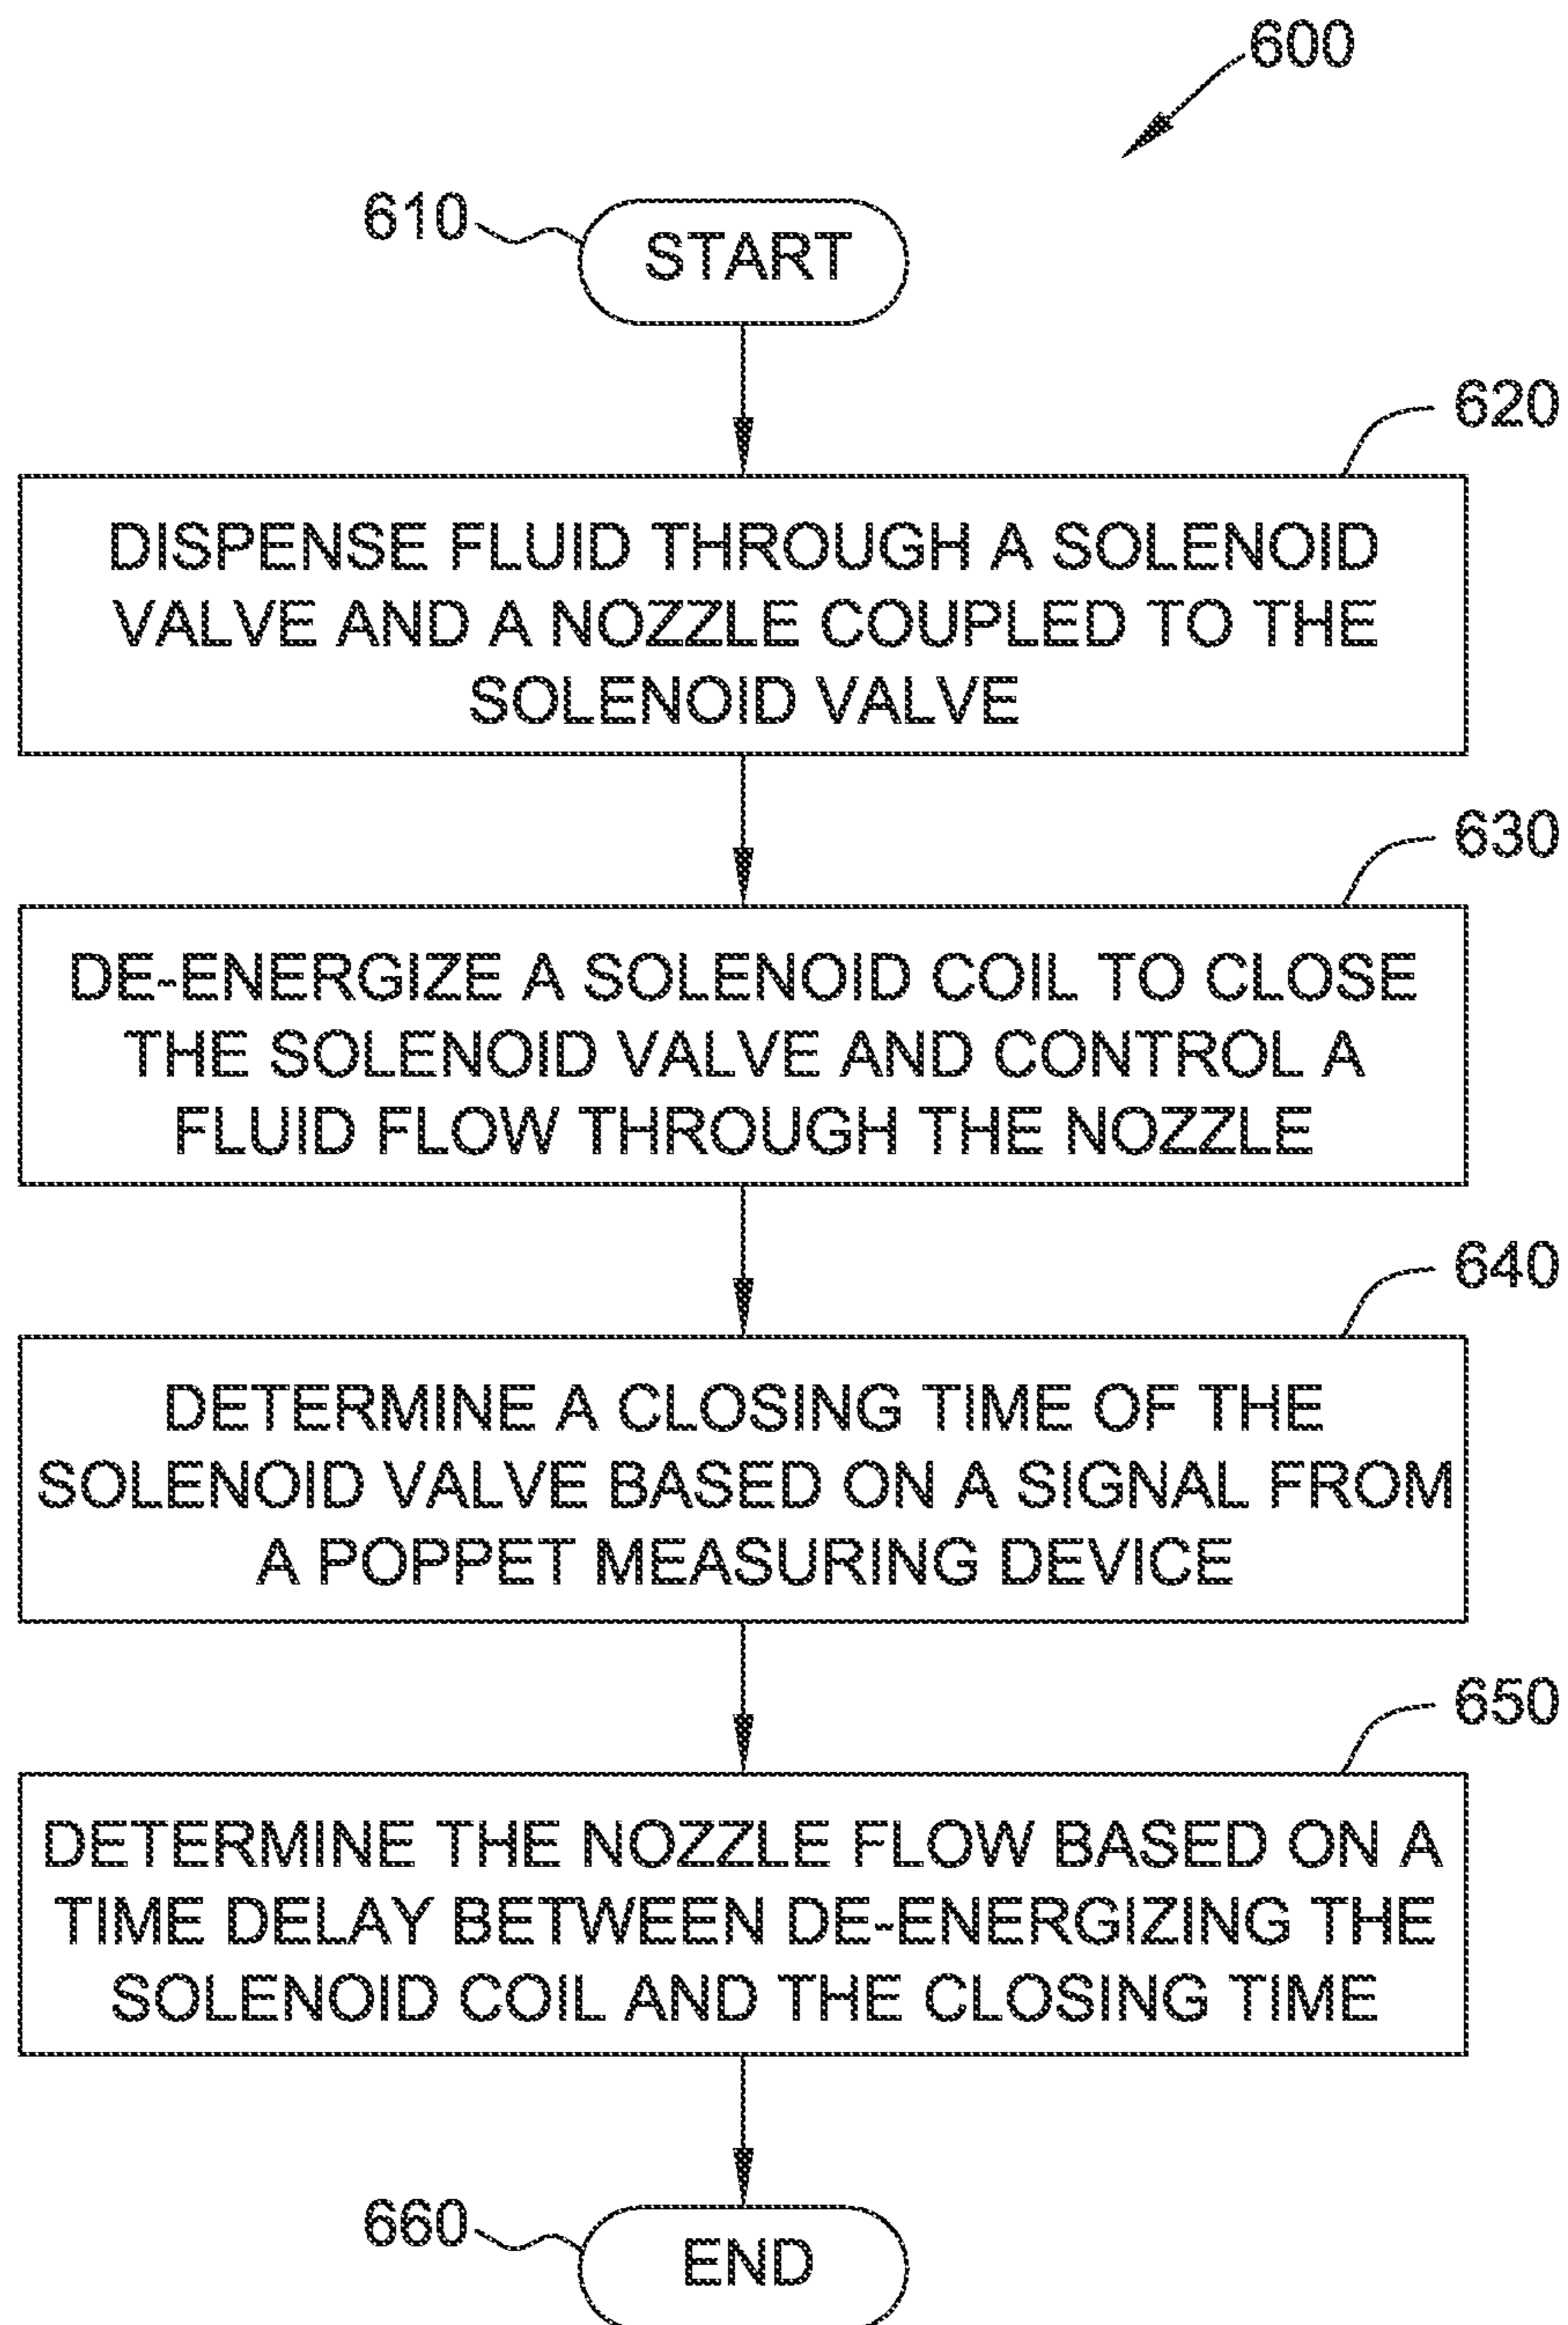 600
610
START
620
DISPENSE FLUID THROUGH A SOLENOID
VALVE AND A NOZZLE COUPLED TO THE
SOLENOID VALVE
630
DE-ENERGIZE A SOLENOID COIL TO CLOSE
THE SOLENOID VALVE AND CONTROL A
FLUID FLOW THROUGH THE NOZZLE
640
DETERMINE A CLOSING TIME OF THE
SOLENOID VALVE BASED ON A SIGNAL FROM
A POPPET MEASURING DEVICE
650
DETERMINE THE NOZZLE FLOW BASED ON A
TIME DELAY BETWEEN DE-ENERGIZING THE
SOLENOID COIL AND THE CLOSING TIME
660
END